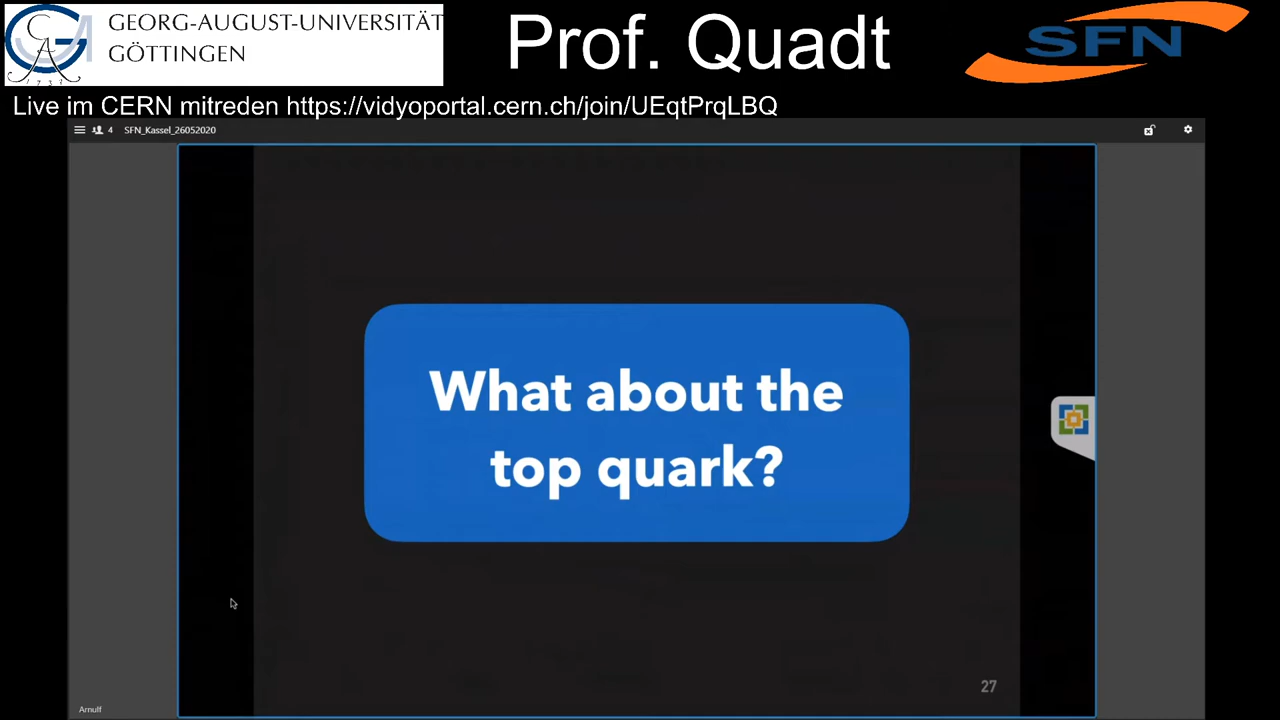 GEORG-AUGUST-UNIVERSITÄT
GÖTTINGEN
Prof. Quadt
SFN
Live im CERN mitreden https://vidyoportal.cern.ch/join/UEqtPrqLBQ
4 SFN_Kassel_26052020
What about the
top quark?
27
Arnulf